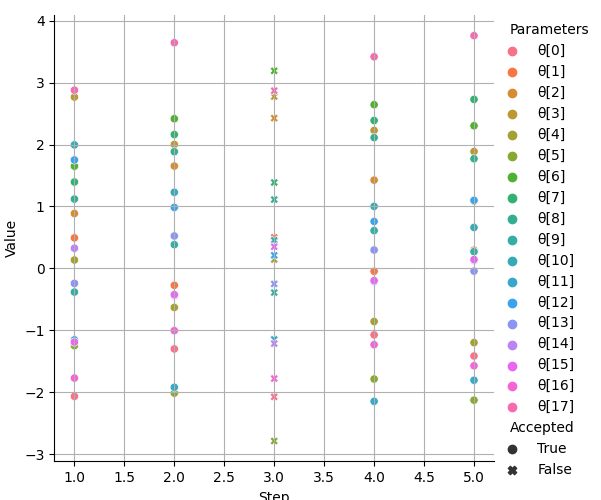 4
3
2
1
0
−1
−2
−3
Value
1.0 1.5 2.0 2.5 3.0 3.5 4.0 4.5 5.0
Step
Parameters
θ[0]
θ[1]
θ[2]
θ[3]
θ[4]
θ[5]
θ[6]
θ[7]
θ[8]
θ[9]
θ[10]
θ[11]
θ[12]
θ[13]
θ[14]
θ[15]
θ[16]
θ[17]
Accepted
True
False